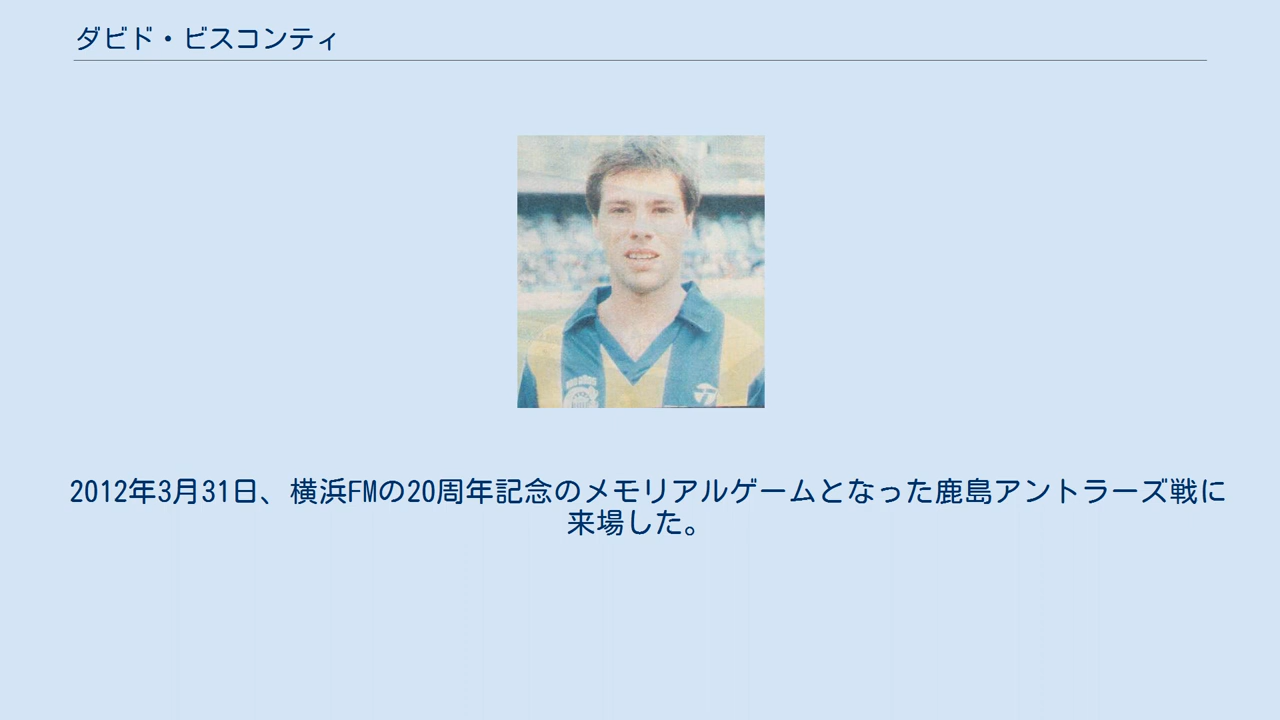 ダビド・ビスコンティ
2012年3月31日、横浜FMの20周年記念のメモリアルゲームとなった鹿島アントラーズ戦に
来場した。